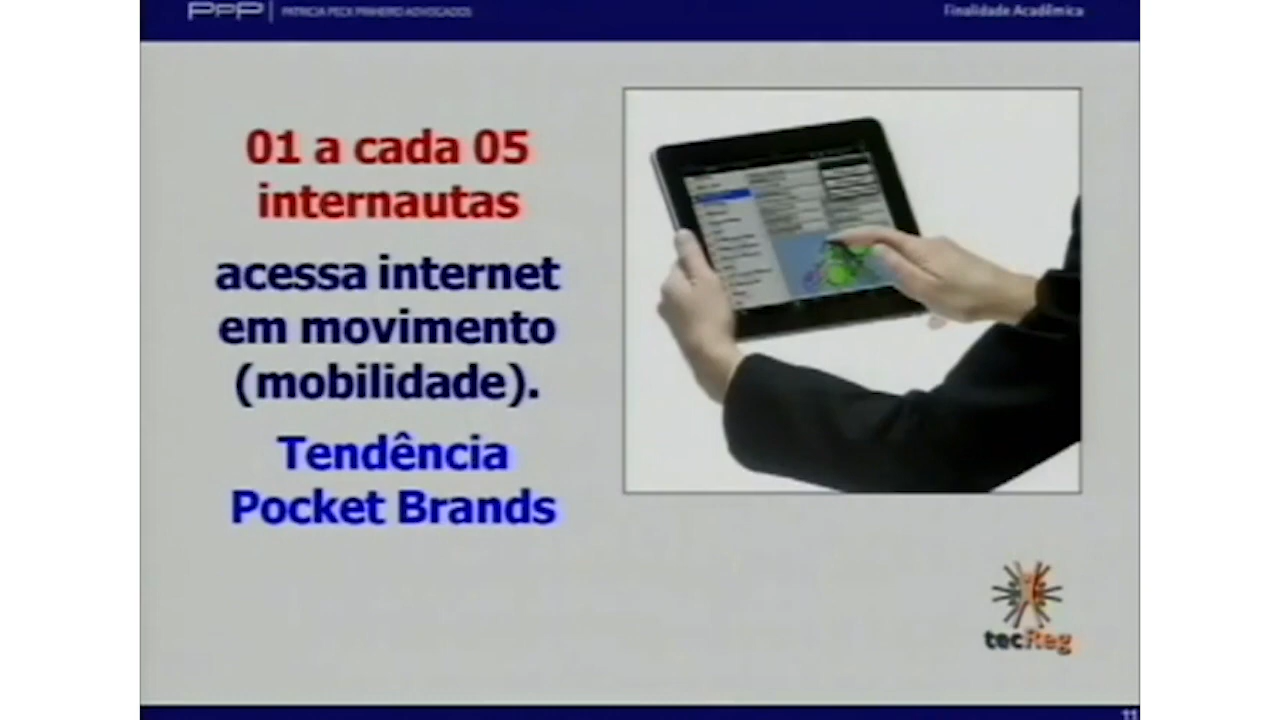 PPP | PATRICIA PECK PINHEIRO ADVOGADOS
Finalidade Acadêmica
01 a cada 05
internautas
acessa internet
em movimento
(mobilidade).
Tendência
Pocket Brands
tecReg
11